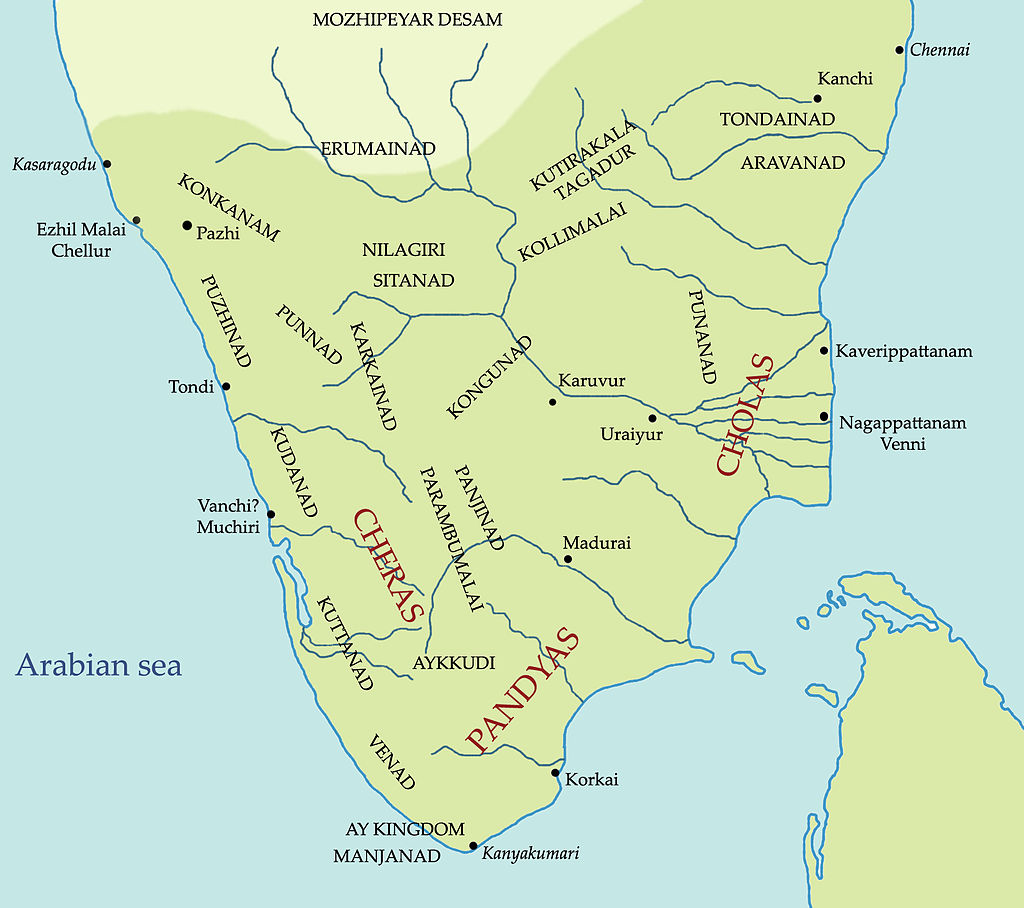 MOZHIPEYAR DESAM
Chennai
Kanchi
TONDAINAD
ERUMAINAD
KUTIRAKALA
TAGADUR
ARAVANAD
Kasaragodu
KONKANAM
Ezhil Malai
Chellur
Pazhi
KOLLIMALAI
NILAGIRI
SITANAD
PUZHINAD
PUNNAD
KARKAINAD
KONGUNAD
PUNANAD
Kaverippattanam
Tondi
Karuvur
CHOLAS
Uraiyur
Nagappattanam
Venni
KUDANAD
PARAMBUMALAI
PANJINAD
Vanchi?
Muchiri
CHERAS
Madurai
KUTTANAD
Arabian sea
AYKKUDI
PANDYAS
VENAD
Korkai
AY KINGDOM
MANJANAD
Kanyakumari